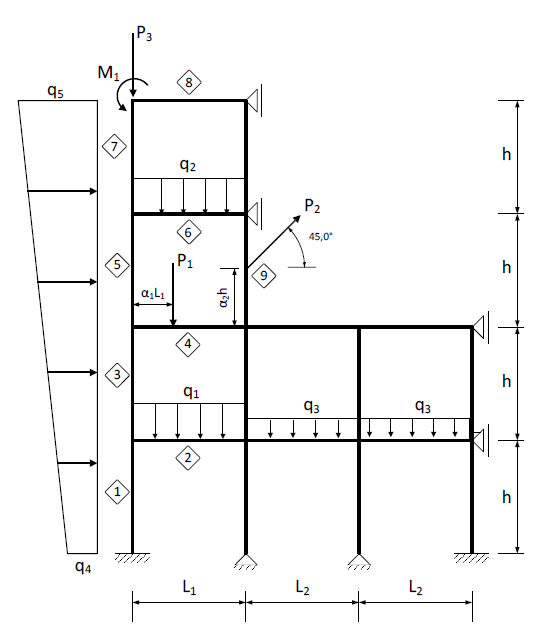 P₃
M₁
8
q₅
7
h
q₂
P₂
6
45,0°
5
P₁
9
h
α₁L₁
α₂h
4
3
h
q₁
q₃
q₃
2
1
h
q₄
L₁
L₂
L₂